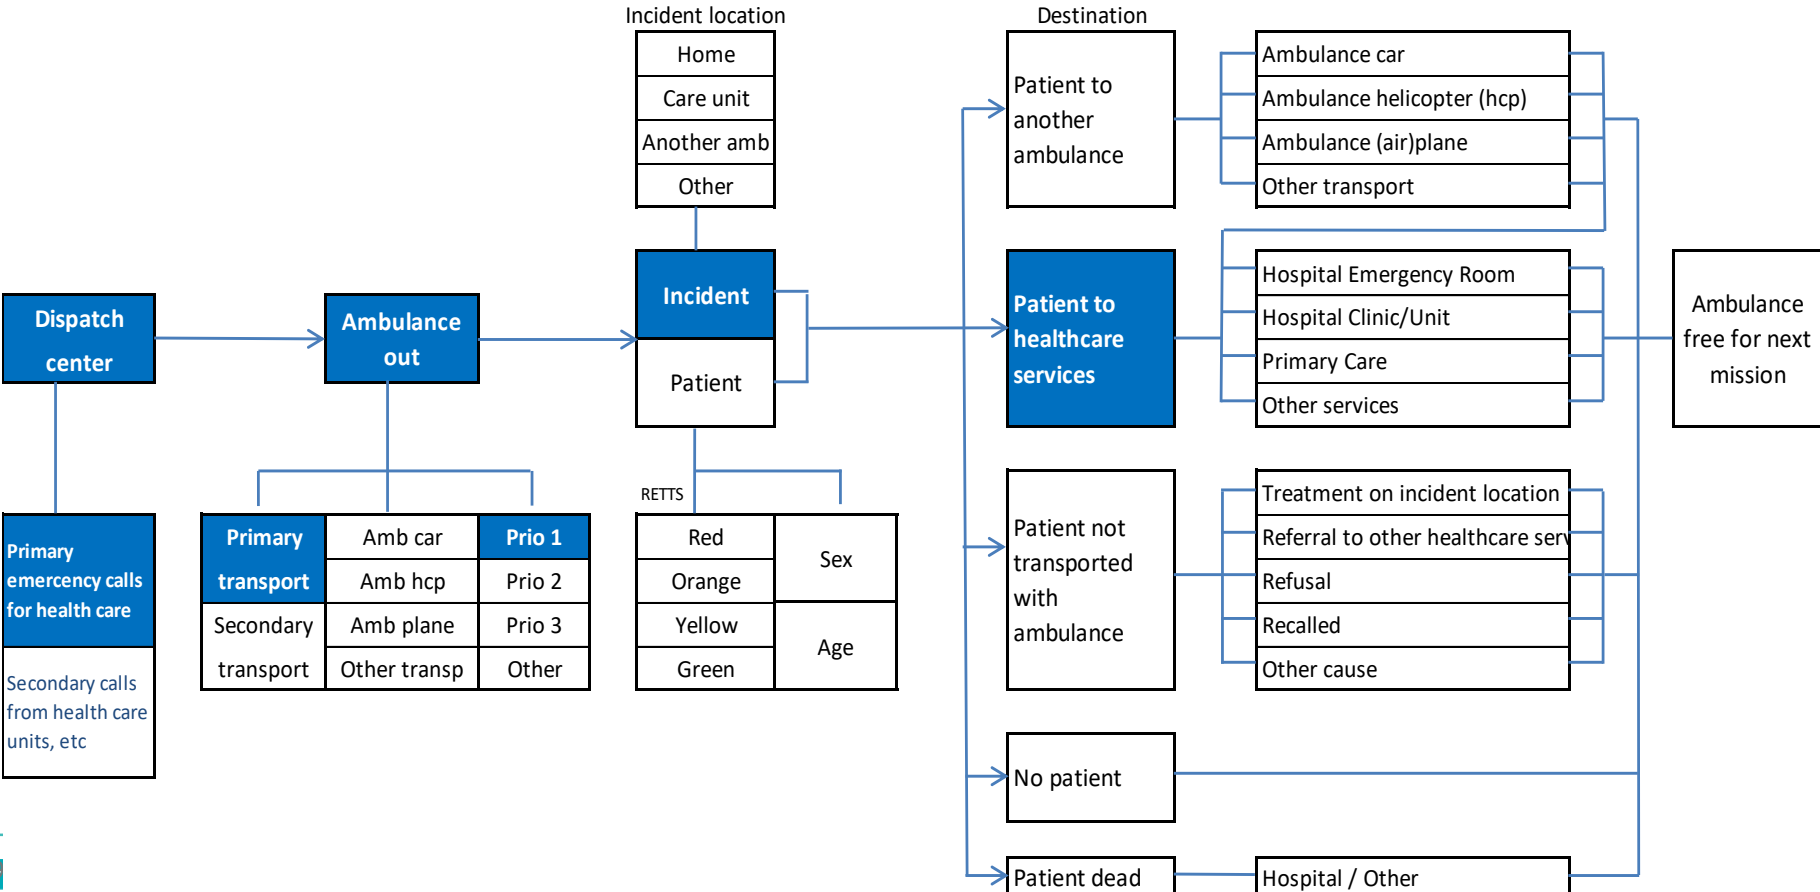 Incident location
Home
Care unit
Another amb
Other
Destination
Patient to
another
ambulance
Ambulance car
Ambulance helicopter (hcp)
Ambulance (air)plane
Other transport
Dispatch
center
Ambulance
out
Incident
Patient
Patient to
healthcare
services
Hospital Emergency Room
Hospital Clinic/Unit
Primary Care
Other services
Ambulance
free for next
mission
Primary
emercency calls
for health care
Secondary calls
from health care
units, etc
Primary
transport
Secondary
transport
Amb car
Amb hcp
Amb plane
Other transp
Prio 1
Prio 2
Prio 3
Other
RETTS
Red
Orange
Yellow
Green
Sex
Age
Patient not
transported
with
ambulance
Treatment on incident location
Referral to other healthcare serv
Refusal
Recalled
Other cause
No patient
Patient dead
Hospital / Other